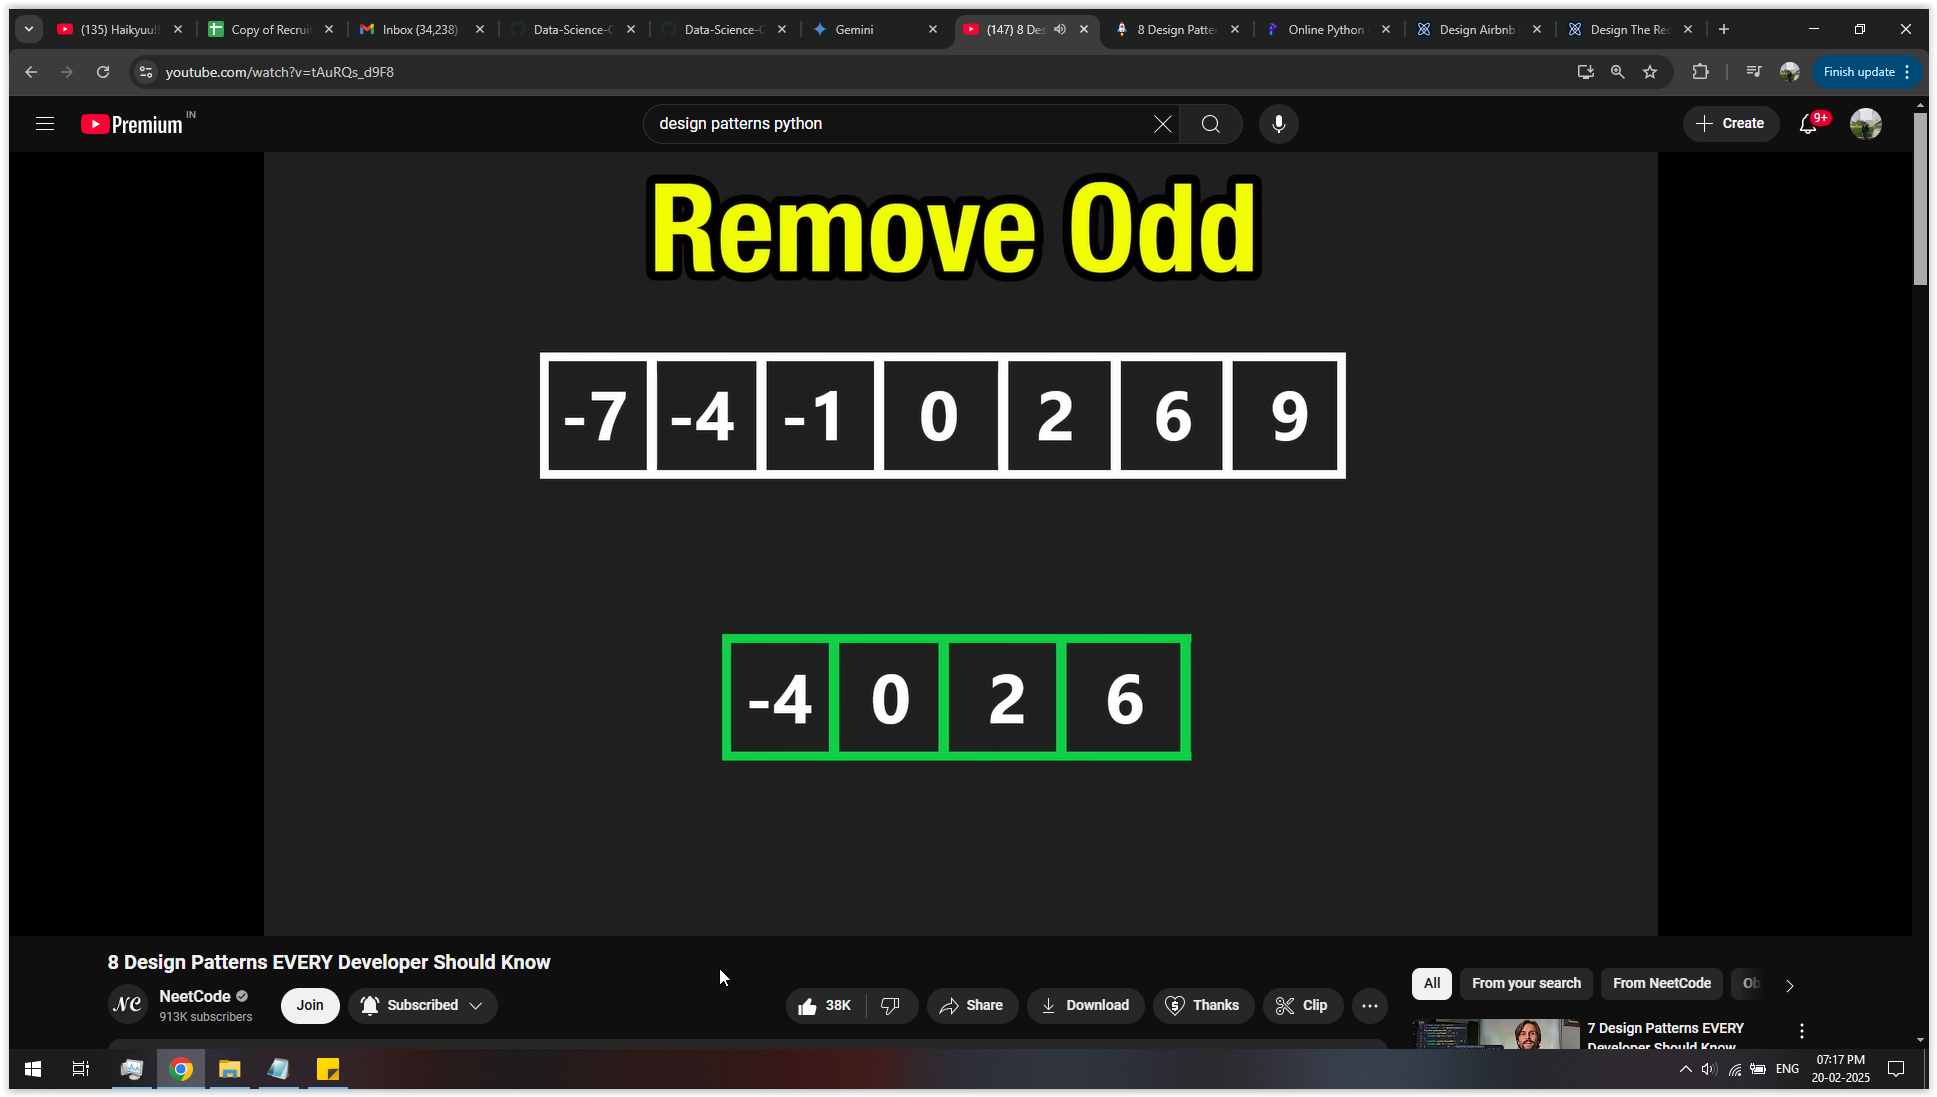 (135) Haikyuu!!
Copy of Recruit
Inbox (34,238)
Data-Science-C
Data-Science-C
Gemini
(147) 8 Des
8 Design Patter
Online Python
Design Airbnb
Design The Rec
youtube.com/watch?v=tAuRQs_d9F8
Finish update
Premium IN
design patterns python
Create
9+
Remove Odd
-7 -4 -1 0 2 6 9
-4 0 2 6
8 Design Patterns EVERY Developer Should Know
NC
NeetCode
913K subscribers
Join
Subscribed
38K
Share
Download
Thanks
Clip
All
From your search
From NeetCode
Ob
7 Design Patterns EVERY
Developer Should Know
ENG
07:17 PM
20-02-2025